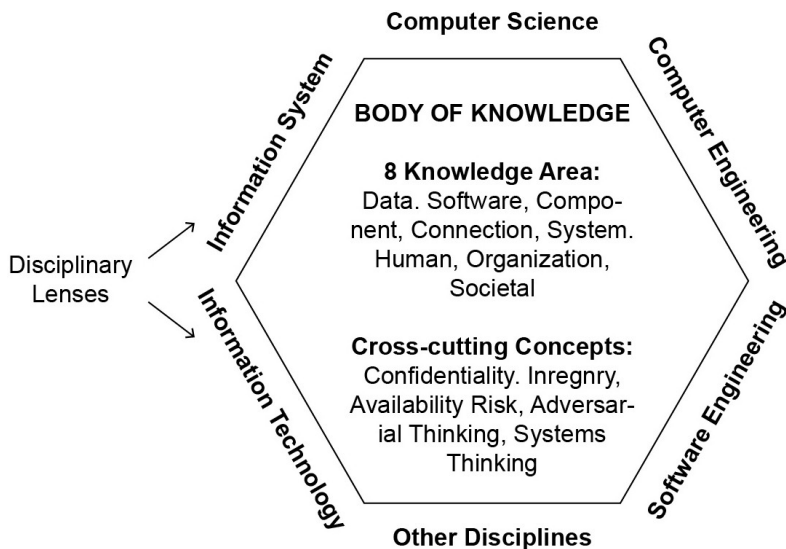 Computer Science
Information System
Computer Engineering
BODY OF KNOWLEDGE
8 Knowledge Area:
Data. Software, Compo-
nent, Connection, System.
Human, Organization,
Societal
Disciplinary
Lenses
Cross-cutting Concepts:
Confidentiality. Inregnry,
Availability Risk, Adversar-
ial Thinking, Systems
Thinking
Information Technology
Software Engineering
Other Disciplines